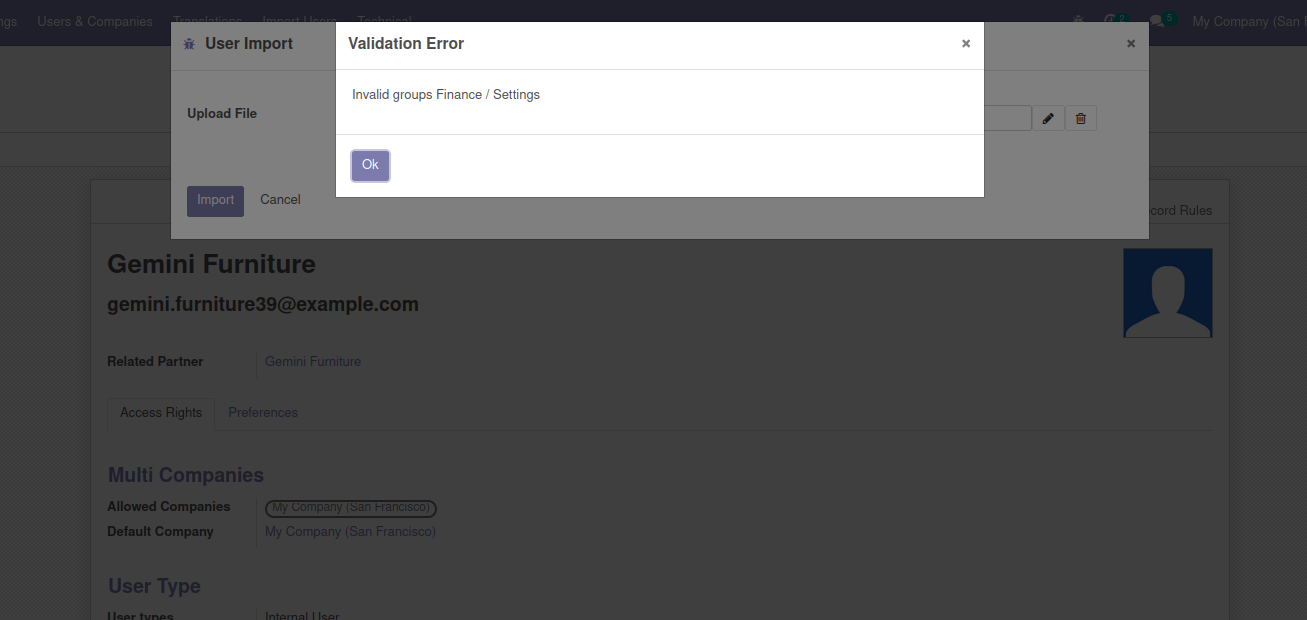 ngs Users & Companies Translations Import Users Technical 2 5 My Company (San F
User Import
×
Validation Error
×
Invalid groups Finance / Settings
Ok
Upload File
Import Cancel
cord Rules
Gemini Furniture
gemini.furniture39@example.com
Related Partner Gemini Furniture
Access Rights Preferences
Multi Companies
Allowed Companies My Company (San Francisco)
Default Company My Company (San Francisco)
User Type
User types Internal User